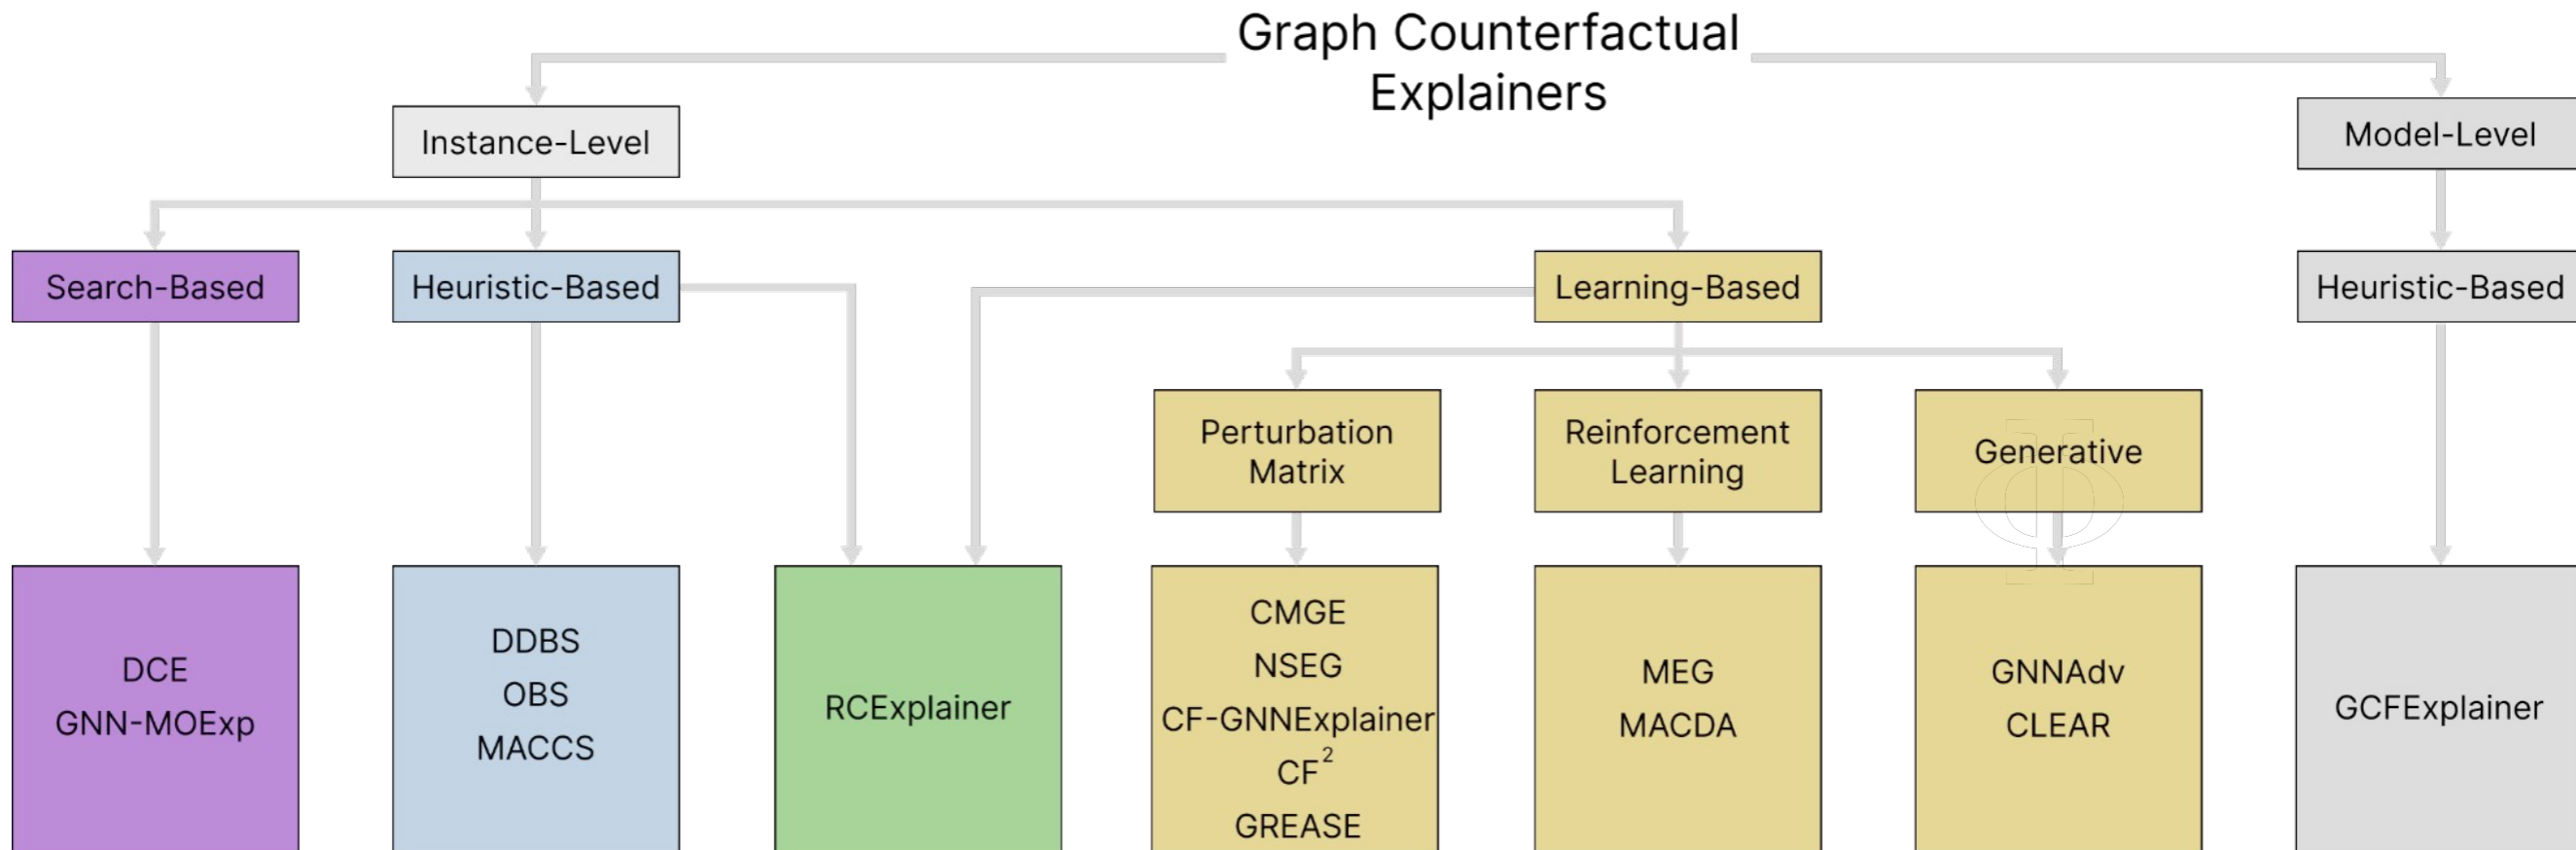 Graph Counterfactual
Explainers
Instance-Level
Model-Level
Search-Based
Heuristic-Based
Learning-Based
Heuristic-Based
Perturbation
Matrix
Reinforcement
Learning
Generative
DCE
GNN-MOExp
DDBS
OBS
MACCS
RCExplainer
CMGE
NSEG
CF-GNNExplainer
CF²
GREASE
MEG
MACDA
GNNAdv
CLEAR
GCFExplainer